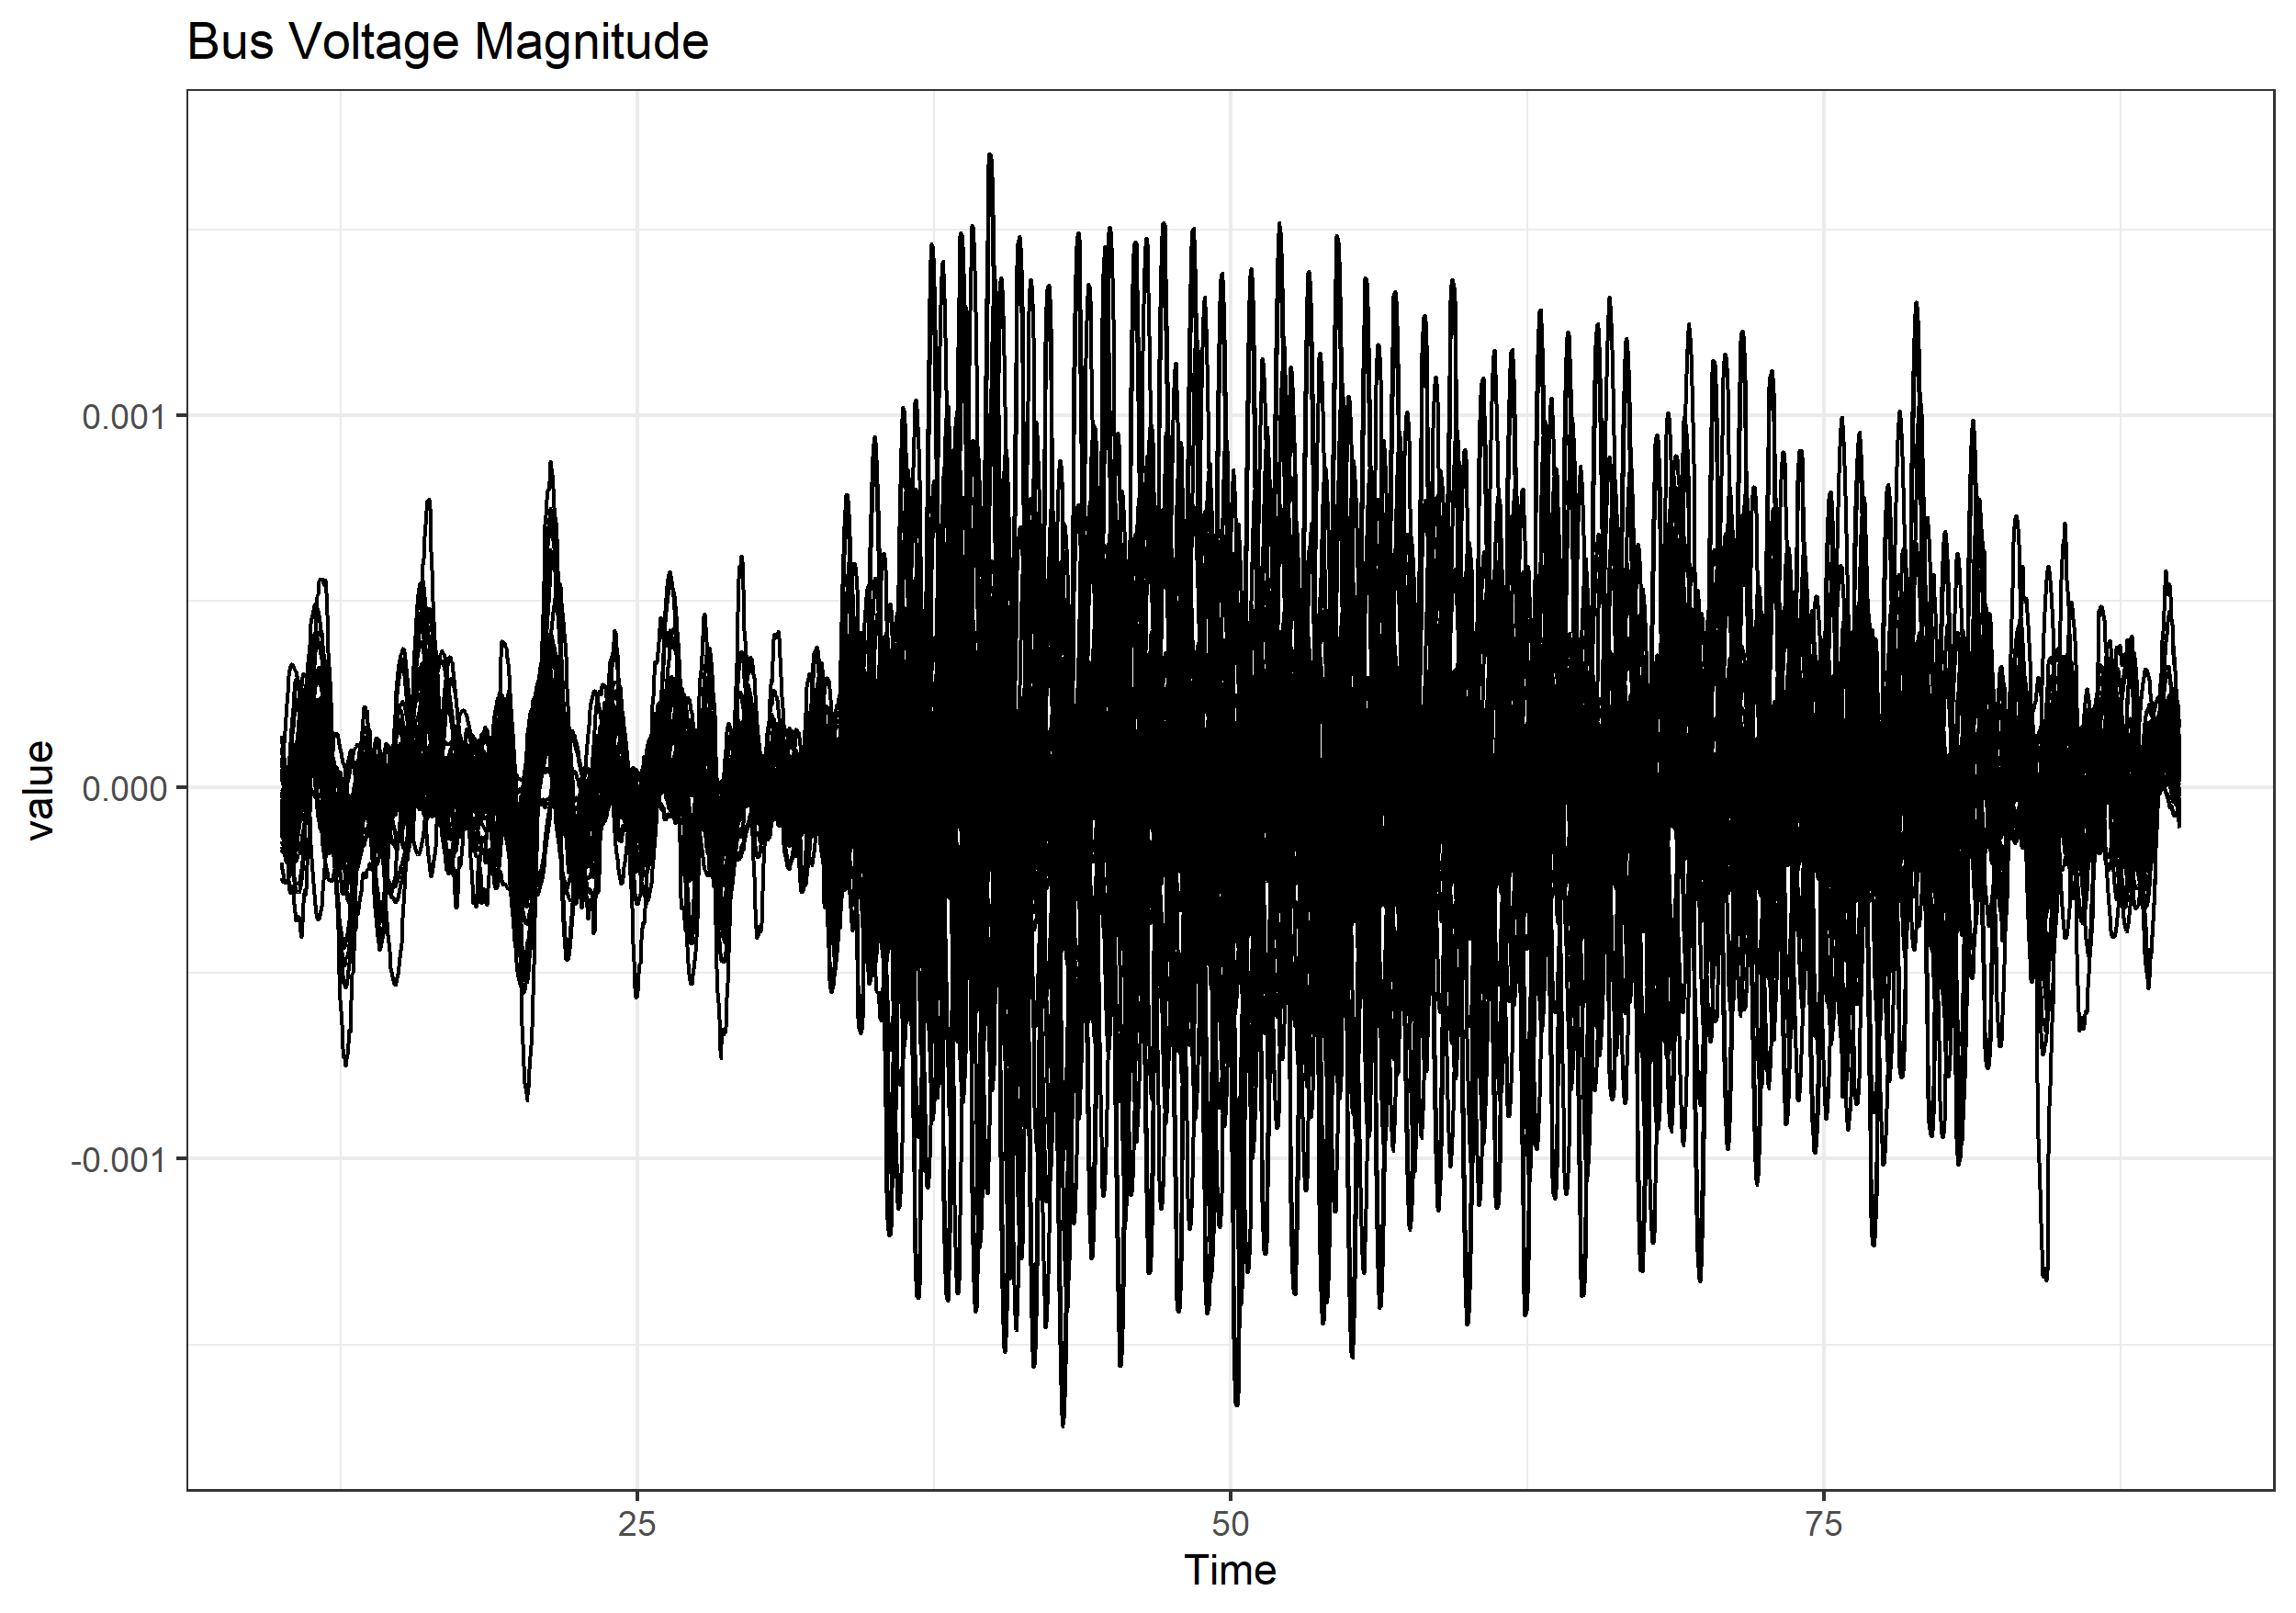 Bus Voltage Magnitude
value
0.001
0.000
-0.001
25 50 75
Time